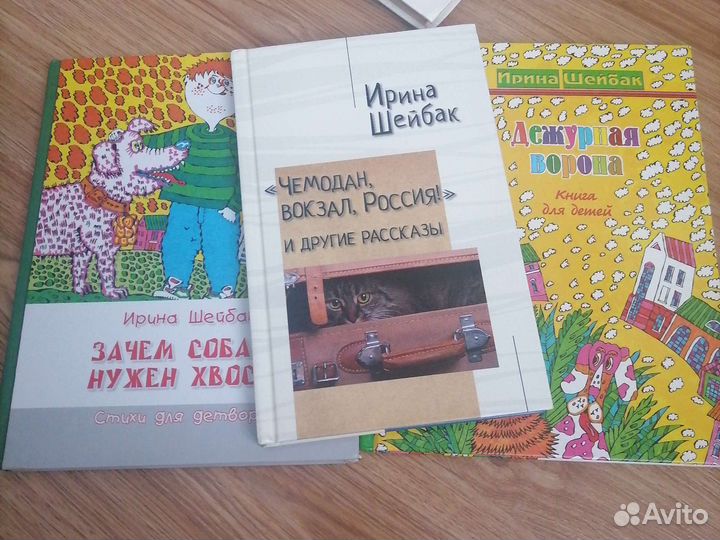 Ирина Шейбак
ЗАЧЕМ СОБА
НУЖЕН ХВОС
Стихи для детвор
Ирина
Шейбак
«ЧЕМОДАН,
ВОКЗАЛ, РОССИЯ!»
И ДРУГИЕ РАССКАЗЫ
Ирина Шейбак
Дежурная
ворона
Книга
для детей
Avito